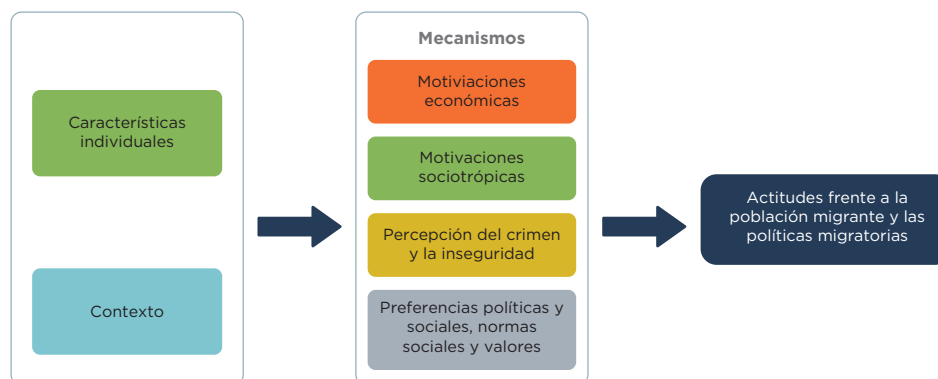 Características
individuales
Contexto
Mecanismos
Motiviaciones
económicas
Motivaciones
sociotrópicas
Percepción del crimen
y la inseguridad
Preferencias políticas y
sociales, normas
sociales y valores
Actitudes frente a la
población migrante y las
políticas migratorias